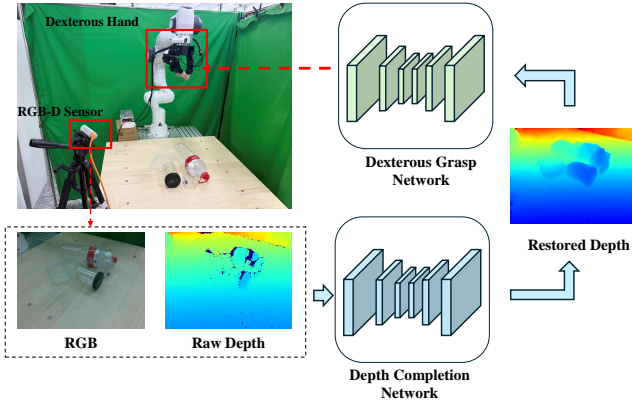 Dexterous Hand
RGB-D Sensor
Dexterous Grasp
Network
Restored Depth
RGB
Raw Depth
Depth Completion
Network